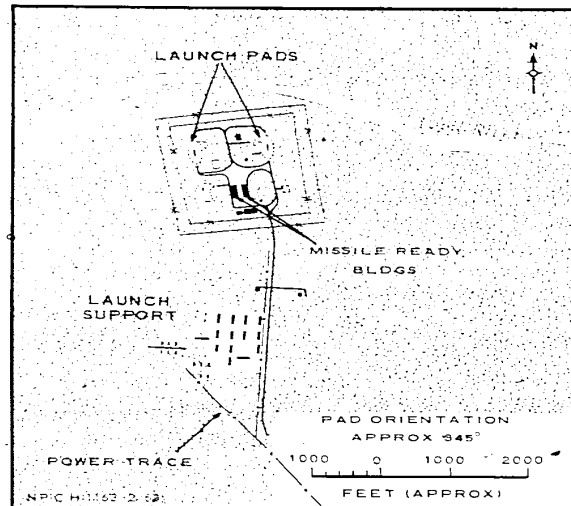 LAUNCH PADS
N
MISSILE READY
BLDGS
LAUNCH
SUPPORT
PAD ORIENTATION
APPROX 345°
POWER TRACE
1000 0 1000 2000
FEET (APPROX)